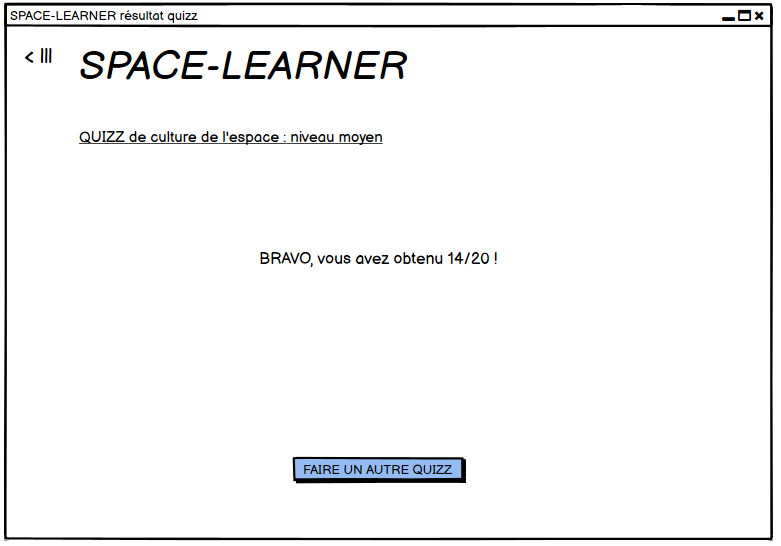 SPACE-LEARNER résultat quizz
SPACE-LEARNER
QUIZZ de culture de l'espace : niveau moyen
BRAVO, vous avez obtenu 14/20 !
FAIRE UN AUTRE QUIZZ